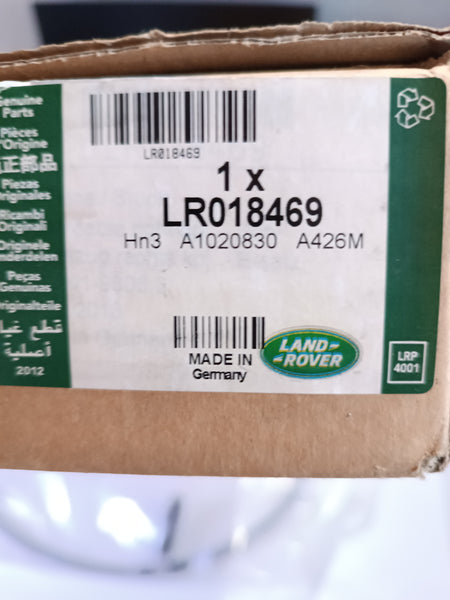 Genuine
Parts
Pièces
d'Origine
正部品
Piezas
Originales
Ricambi
Originali
Originele
Onderdelen
Peças
Genuínas
Originalteile
قطع غيار
أصلية
2012
LR018469
1 x
LR018469
Hn3 A1020830 A426M
MADE IN
Germany
LAND-
-ROVER
LRP
4001